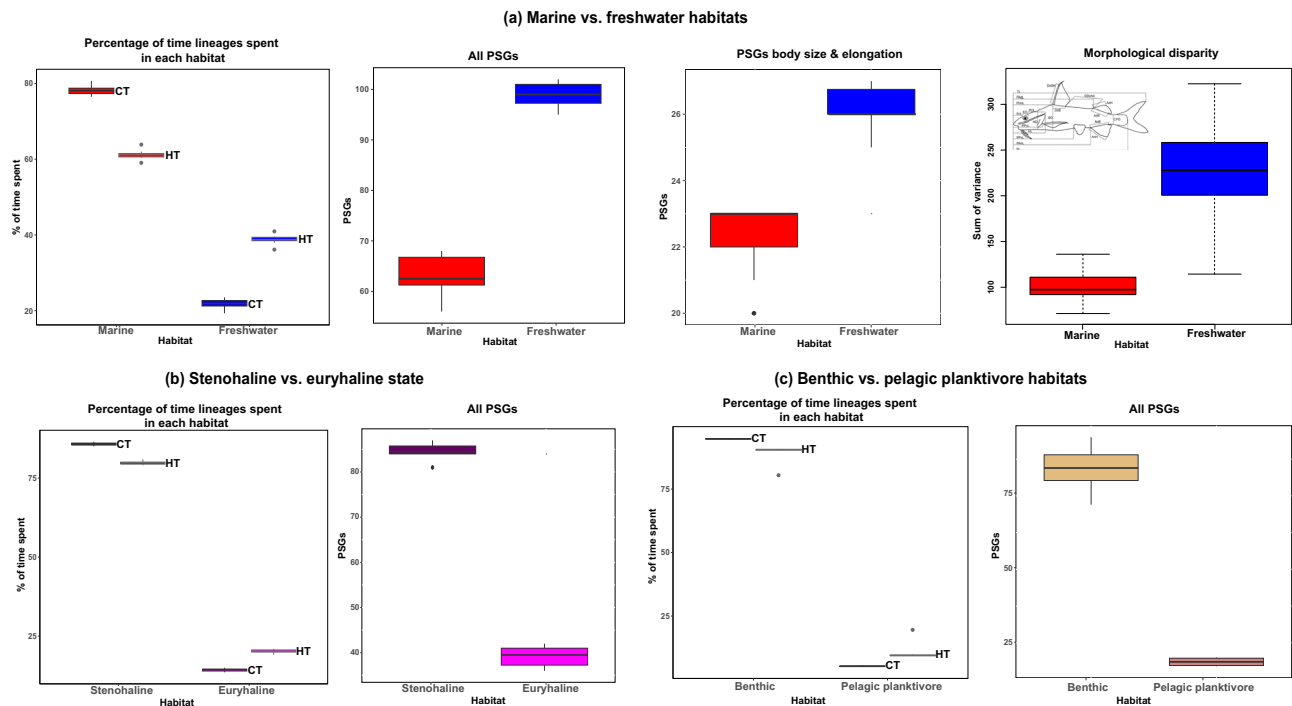 (a) Marine vs. freshwater habitats
Percentage of time lineages spent
in each habitat
% of time spent
80
60
40
20
CT
HT
HT
CT
Marine
Freshwater
Habitat
All PSGs
PSGs
100
90
80
70
60
Marine
Freshwater
Habitat
PSGs body size & elongation
PSGs
26
24
22
20
Marine
Freshwater
Habitat
Morphological disparity
Sum of variance
300
250
200
150
100
Marine
Freshwater
Habitat
(b) Stenohaline vs. euryhaline state
Percentage of time lineages spent
in each habitat
% of time spent
75
50
25
CT
HT
HT
CT
Stenohaline
Euryhaline
Habitat
All PSGs
PSGs
80
70
60
50
40
Stenohaline
Euryhaline
Habitat
(c) Benthic vs. pelagic planktivore habitats
Percentage of time lineages spent
in each habitat
% of time spent
75
50
25
CT
HT
HT
CT
Benthic
Pelagic planktivore
Habitat
All PSGs
PSGs
75
50
25
Benthic
Pelagic planktivore
Habitat